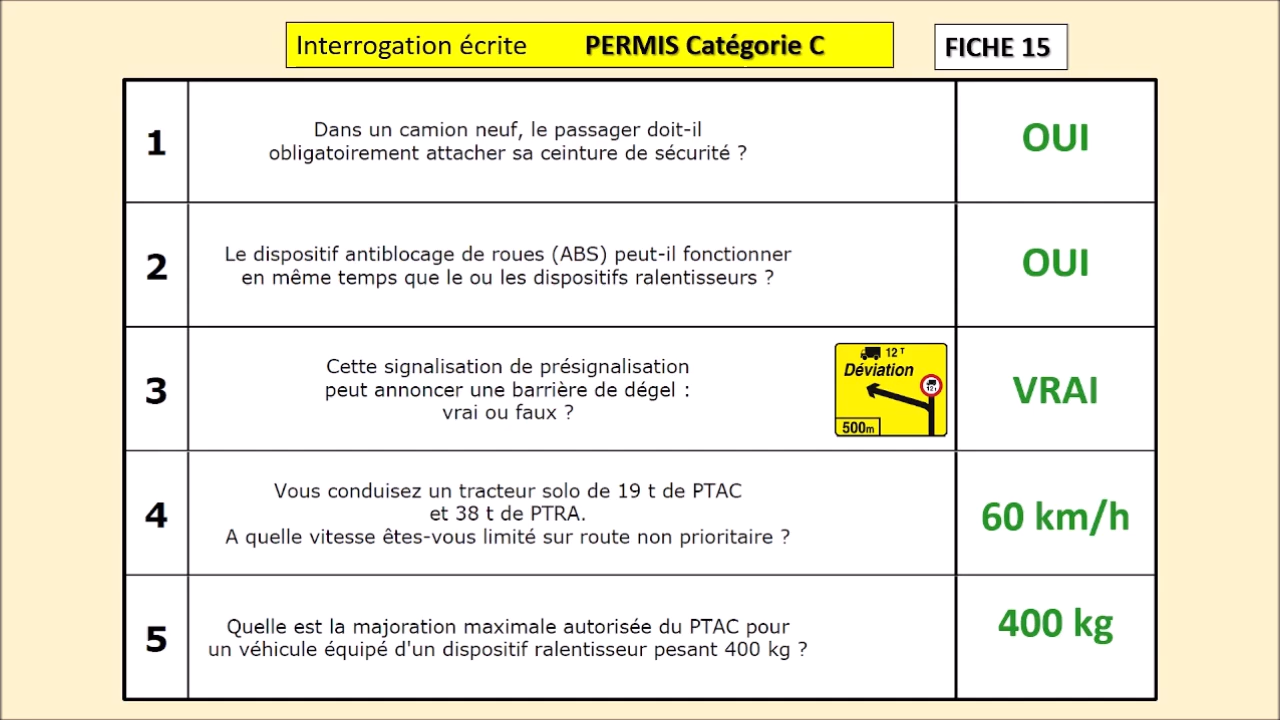 Interrogation écrite PERMIS Catégorie C
FICHE 15
1
Dans un camion neuf, le passager doit-il
obligatoirement attacher sa ceinture de sécurité ?
OUI
2
Le dispositif antiblocage de roues (ABS) peut-il fonctionner
en même temps que le ou les dispositifs ralentisseurs ?
OUI
3
Cette signalisation de présignalisation
peut annoncer une barrière de dégel :
vrai ou faux ?
12 T
Déviation
12t
500m
VRAI
4
Vous conduisez un tracteur solo de 19 t de PTAC
et 38 t de PTRA.
A quelle vitesse êtes-vous limité sur route non prioritaire ?
60 km/h
5
Quelle est la majoration maximale autorisée du PTAC pour
un véhicule équipé d'un dispositif ralentisseur pesant 400 kg ?
400 kg